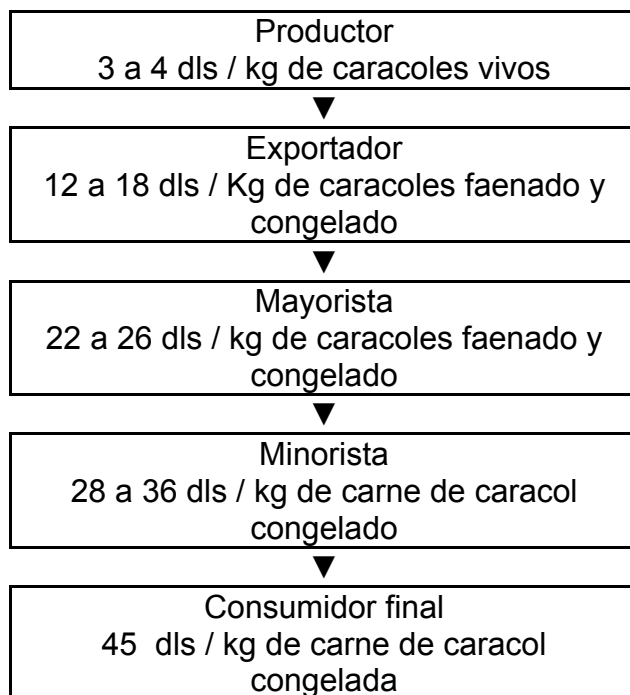 Productor
3 a 4 dls / kg de caracoles vivos
▼
Exportador
12 a 18 dls / Kg de caracoles faenado y
congelado
▼
Mayorista
22 a 26 dls / kg de caracoles faenado y
congelado
▼
Minorista
28 a 36 dls / kg de carne de caracol
congelado
▼
Consumidor final
45 dls / kg de carne de caracol
congelada